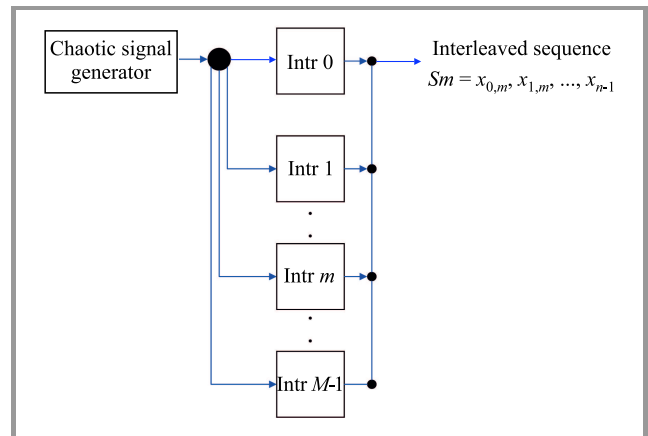 Chaotic signal
generator
Intr 0
Interleaved sequence
Sm = x0,m, x1,m, ..., xn-1
Intr 1
Intr m
Intr M-1